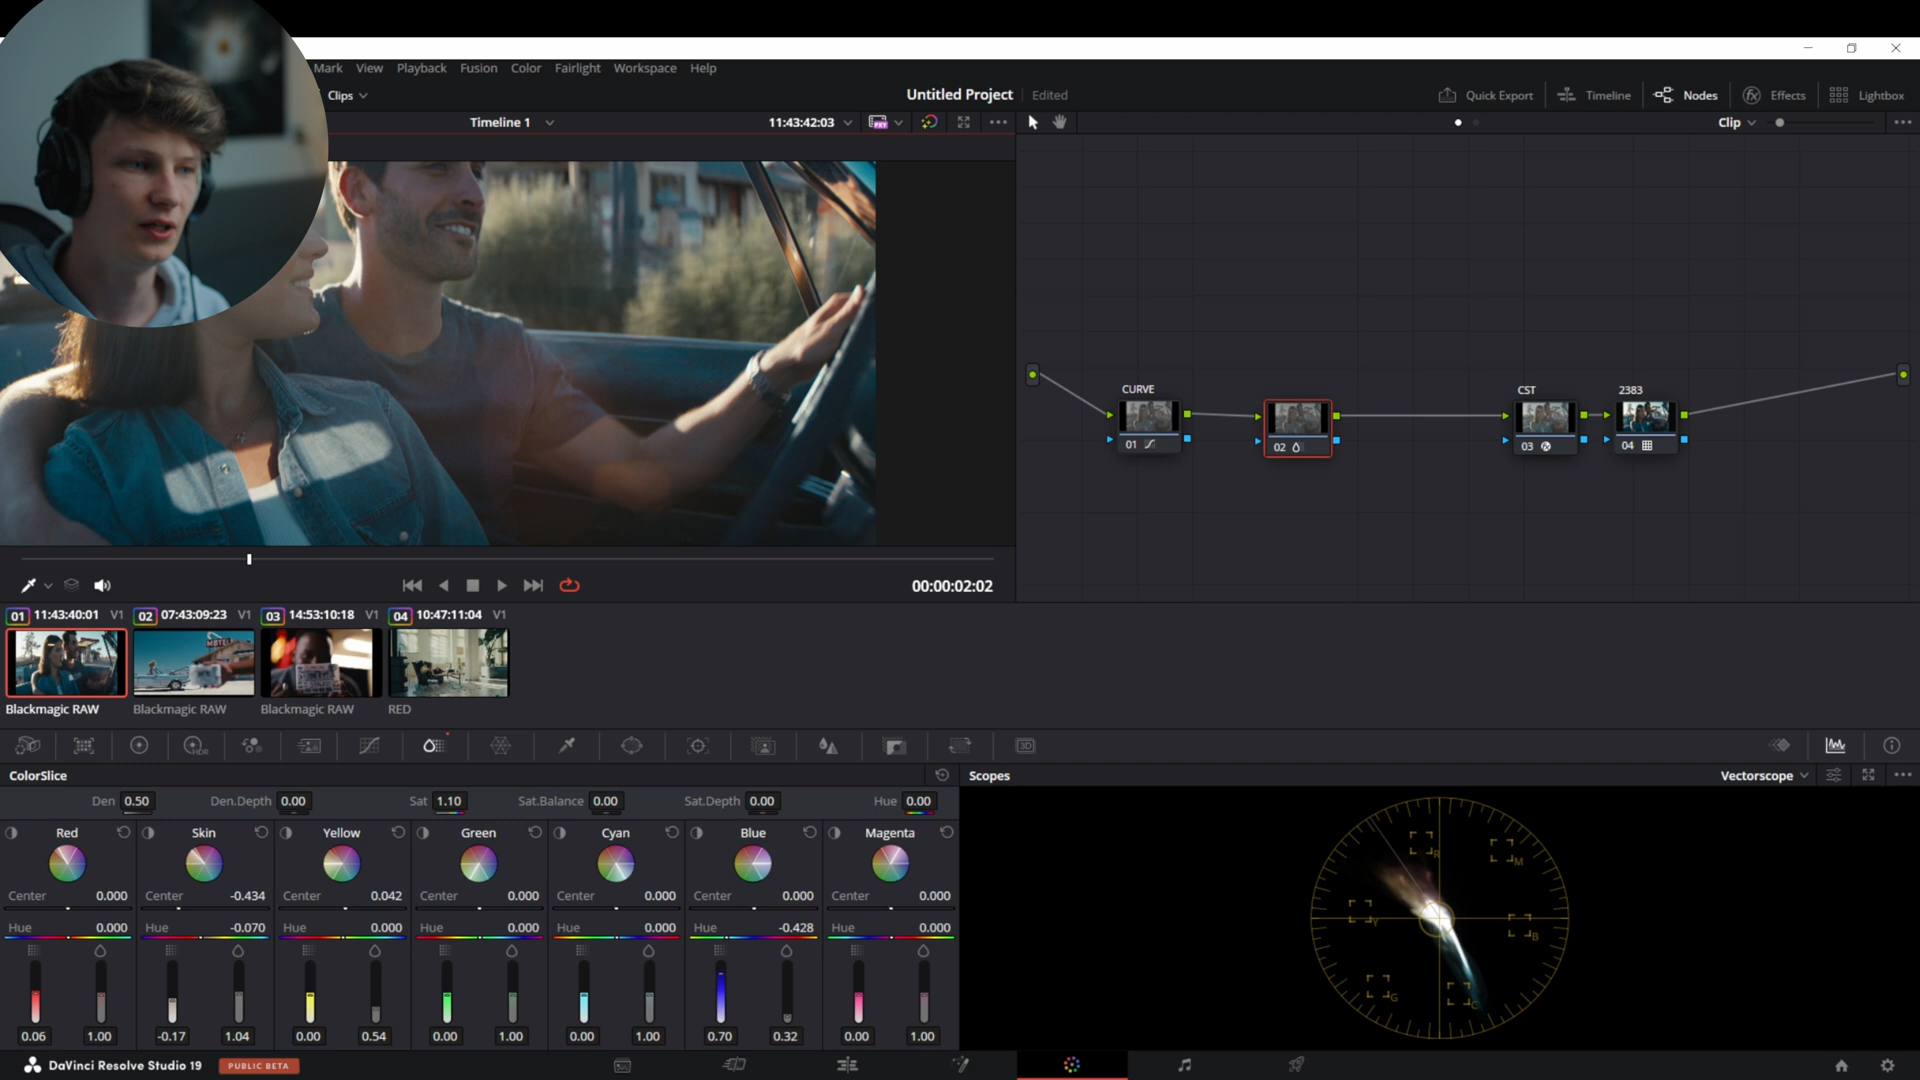 Mark View Playback Fusion Color Fairlight Workspace Help
Clips
Untitled Project Edited
Quick Export Timeline Nodes Effects Lightbox
Timeline 1
11:43:42:03
Clip
CURVE
01
02
CST
03
2383
04
00:00:02:02
01 11:43:40:01 V1 02 07:43:09:23 V1 03 14:53:10:18 V1 04 10:47:11:04 V1
MOTEL
Blackmagic RAW Blackmagic RAW Blackmagic RAW RED
HDR
3D
ColorSlice
Scopes
Vectorscope
Den 0.50 Den.Depth 0.00 Sat 1.10 Sat.Balance 0.00 Sat.Depth 0.00 Hue 0.00
Red Skin Yellow Green Cyan Blue Magenta
Center 0.000 Center -0.434 Center 0.042 Center 0.000 Center 0.000 Center 0.000 Center 0.000
Hue 0.000 Hue -0.070 Hue 0.000 Hue 0.000 Hue 0.000 Hue -0.428 Hue 0.000
0.06 1.00 -0.17 1.04 0.00 0.54 0.00 1.00 0.00 1.00 0.70 0.32 0.00 1.00
R
M
Y
B
G
C
DaVinci Resolve Studio 19 PUBLIC BETA